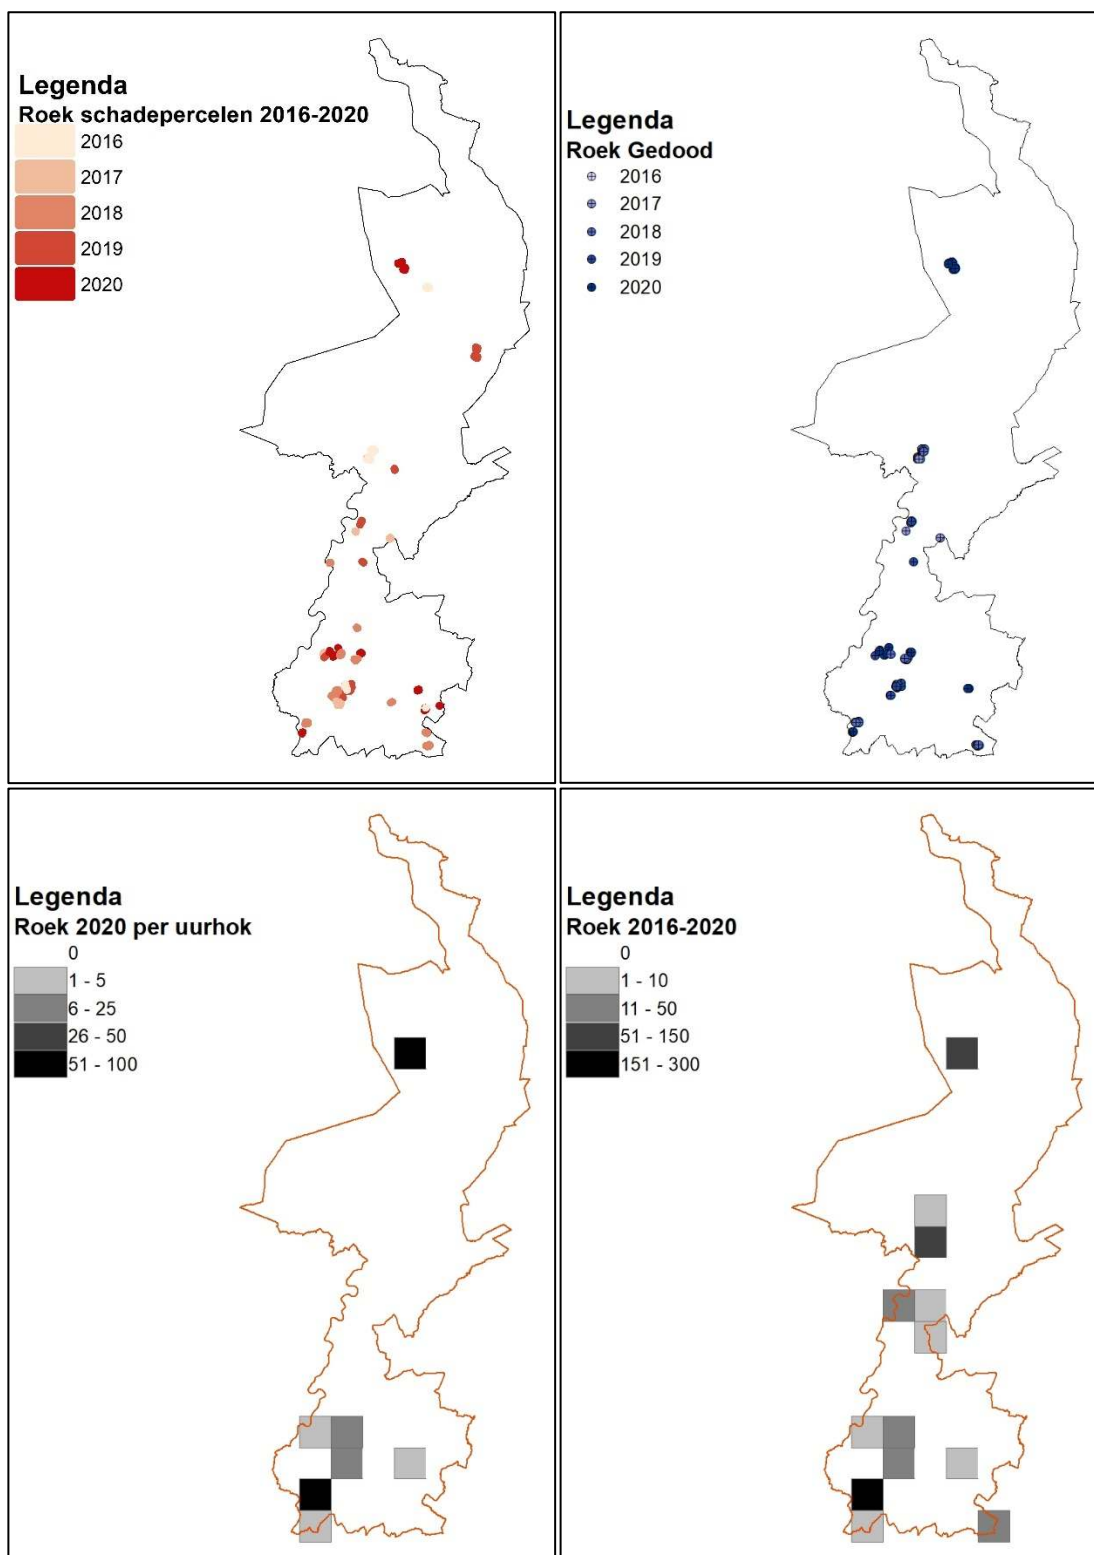 Legenda
Roek schadepercelen 2016-2020
2016
2017
2018
2019
2020
Legenda
Roek Gedood
2016
2017
2018
2019
2020
Legenda
Roek 2020 per uurhok
0
1 - 5
6 - 25
26 - 50
51 - 100
Legenda
Roek 2016-2020
0
1 - 10
11 - 50
51 - 150
151 - 300